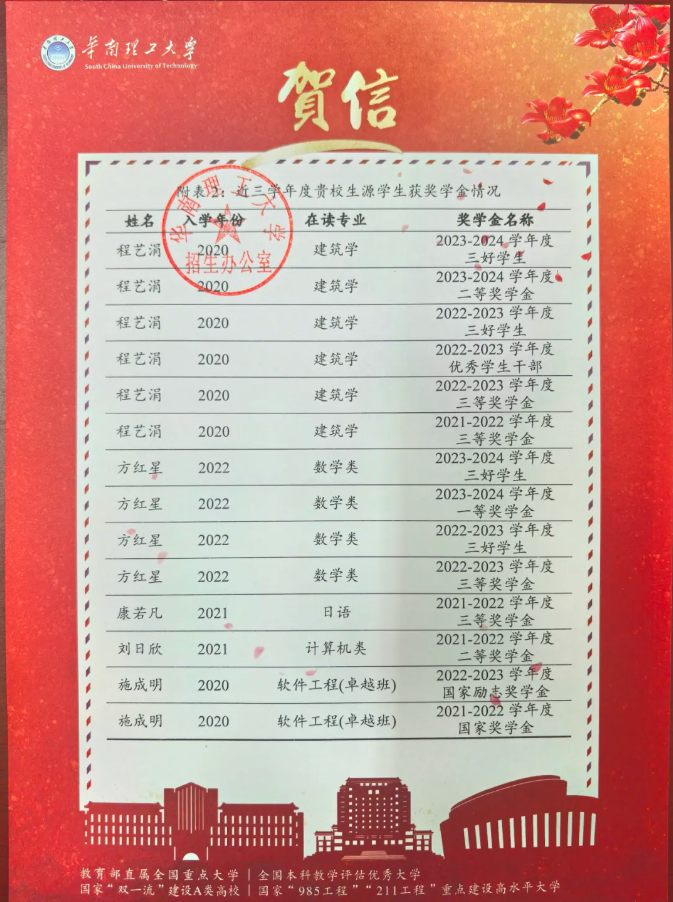 华南理工大学
South China University of Technology
賀信
附表2：近三学年度贵校生源学生获奖学金情况
华南理工大学
招生办公室
姓名 入学年份 在读专业 奖学金名称
程艺涓 2020 建筑学 2023-2024 学年度
三好学生
程艺涓 2020 建筑学 2023-2024 学年度
二等奖学金
程艺涓 2020 建筑学 2022-2023 学年度
三好学生
程艺涓 2020 建筑学 2022-2023 学年度
优秀学生干部
程艺涓 2020 建筑学 2022-2023 学年度
三等奖学金
程艺涓 2020 建筑学 2021-2022 学年度
三等奖学金
方红星 2022 数学类 2023-2024 学年度
三好学生
方红星 2022 数学类 2023-2024 学年度
一等奖学金
方红星 2022 数学类 2022-2023 学年度
三好学生
方红星 2022 数学类 2022-2023 学年度
三等奖学金
康若凡 2021 日语 2021-2022 学年度
三等奖学金
刘日欣 2021 计算机类 2021-2022 学年度
二等奖学金
施成明 2020 软件工程(卓越班) 2022-2023 学年度
国家励志奖学金
施成明 2020 软件工程(卓越班) 2021-2022 学年度
国家奖学金
教育部直属全国重点大学 | 全国本科教学评估优秀大学
国家“双一流”建设A类高校 | 国家“985工程”“211工程”重点建设高水平大学